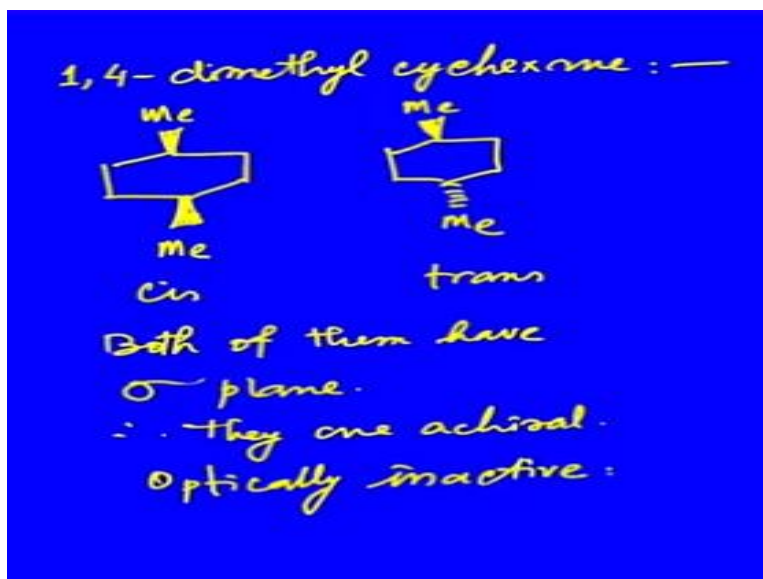 1,4- dimethyl cyclohexane : —
Me Me
Me Me
cis trans
Both of them have
σ plane.
∴ they are achiral.
Optically inactive :